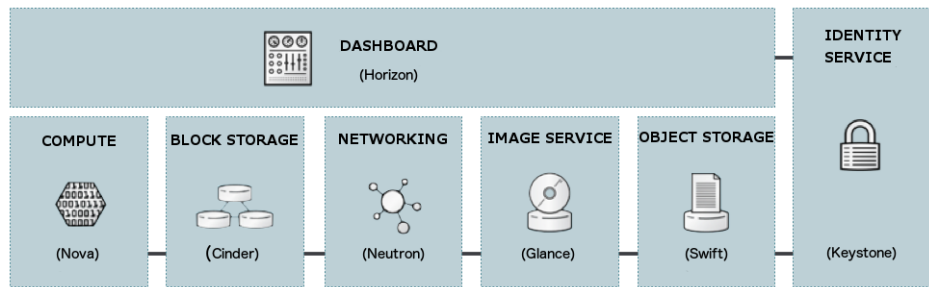 DASHBOARD
(Horizon)
IDENTITY
SERVICE
(Keystone)
COMPUTE
(Nova)
BLOCK STORAGE
(Cinder)
NETWORKING
(Neutron)
IMAGE SERVICE
(Glance)
OBJECT STORAGE
(Swift)